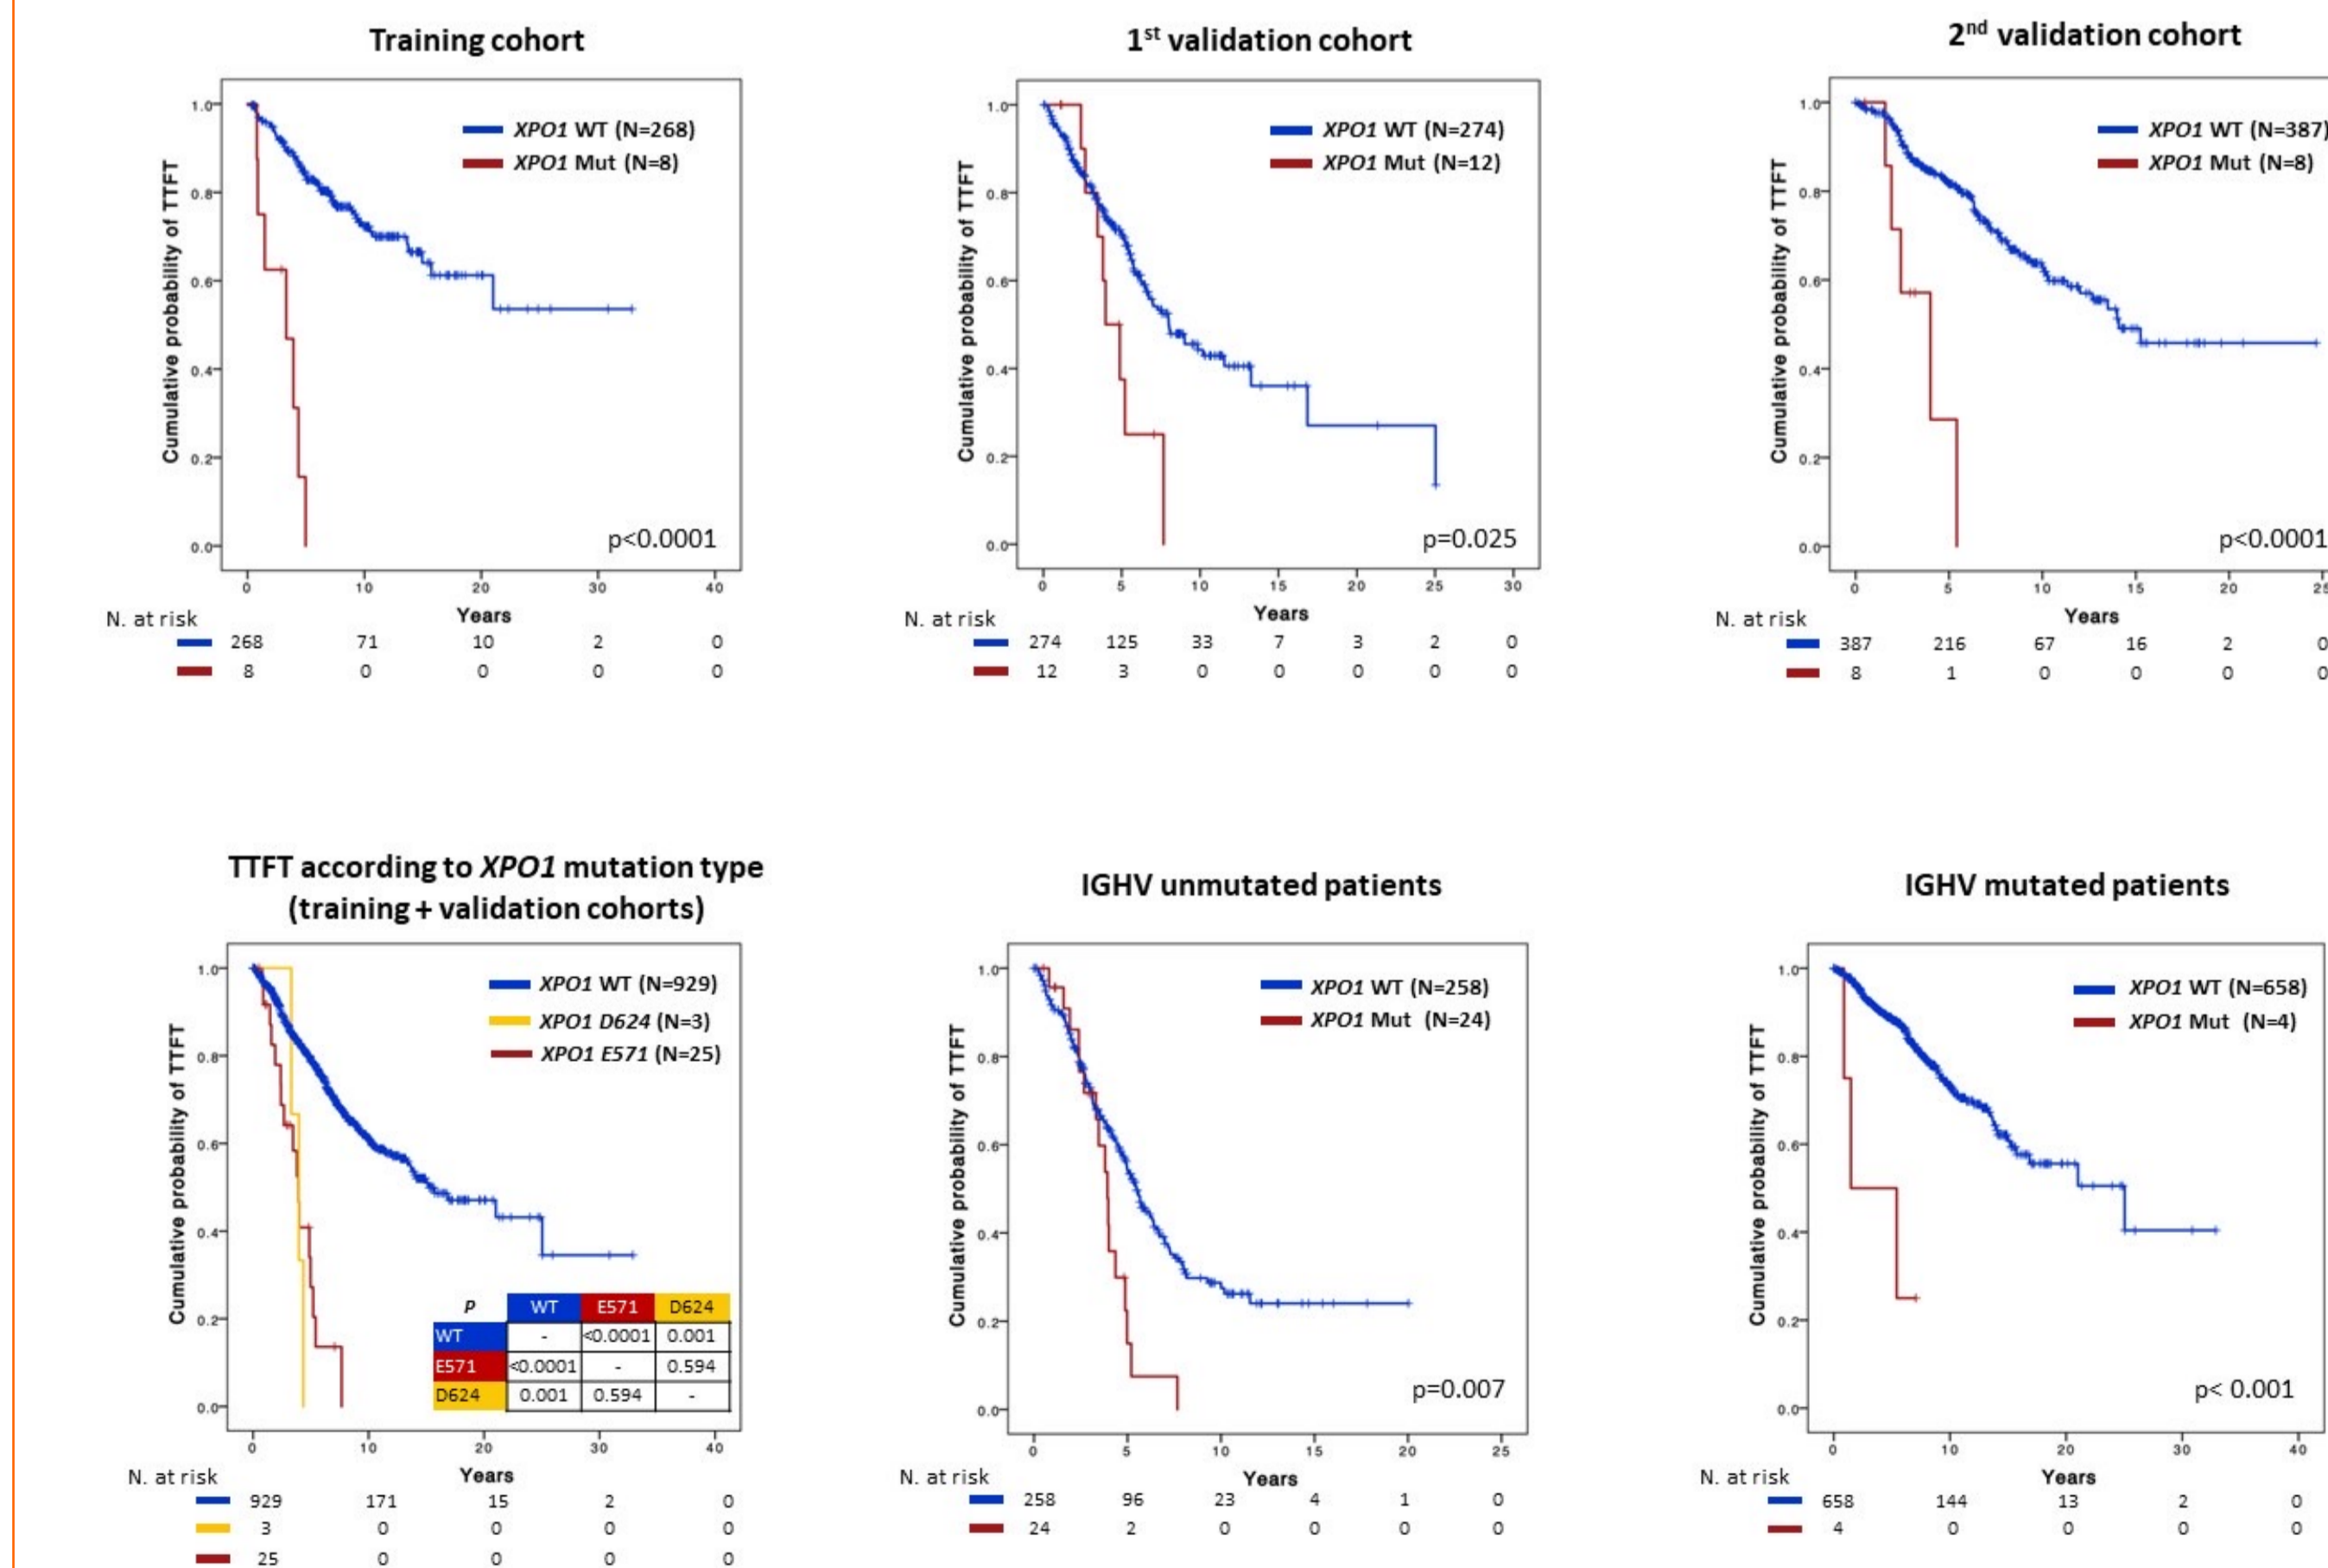 Training cohort
1.0
0.8
0.6
0.4
0.2
0.0
Cumulative probability of TTFT
XPO1 WT (N=268)
XPO1 Mut (N=8)
p<0.0001
0 10 20 30 40
Years
N. at risk
268 71 10 2 0
8 0 0 0 0
1st validation cohort
1.0
0.8
0.6
0.4
0.2
0.0
Cumulative probability of TTFT
XPO1 WT (N=274)
XPO1 Mut (N=12)
p=0.025
0 5 10 15 20 25 30
Years
N. at risk
274 125 33 7 3 2 0
12 3 0 0 0 0 0
2nd validation cohort
1.0
0.8
0.6
0.4
0.2
0.0
Cumulative probability of TTFT
XPO1 WT (N=387)
XPO1 Mut (N=8)
p<0.0001
0 5 10 15 20 25
Years
N. at risk
387 216 67 16 2 0
8 1 0 0 0 0
TTFT according to XPO1 mutation type
(training + validation cohorts)
1.0
0.8
0.6
0.4
0.2
0.0
Cumulative probability of TTFT
XPO1 WT (N=929)
XPO1 D624 (N=3)
XPO1 E571 (N=25)
P WT E571 D624
WT - <0.0001 0.001
E571 <0.0001 - 0.594
D624 0.001 0.594 -
0 10 20 30 40
Years
N. at risk
929 171 15 2 0
3 0 0 0 0
25 0 0 0 0
IGHV unmutated patients
1.0
0.8
0.6
0.4
0.2
0.0
Cumulative probability of TTFT
XPO1 WT (N=258)
XPO1 Mut (N=24)
p=0.007
0 5 10 15 20 25
Years
N. at risk
258 96 23 4 1 0
24 2 0 0 0 0
IGHV mutated patients
1.0
0.8
0.6
0.4
0.2
0.0
Cumulative probability of TTFT
XPO1 WT (N=658)
XPO1 Mut (N=4)
p< 0.001
0 10 20 30 40
Years
N. at risk
658 144 13 2 0
4 0 0 0 0